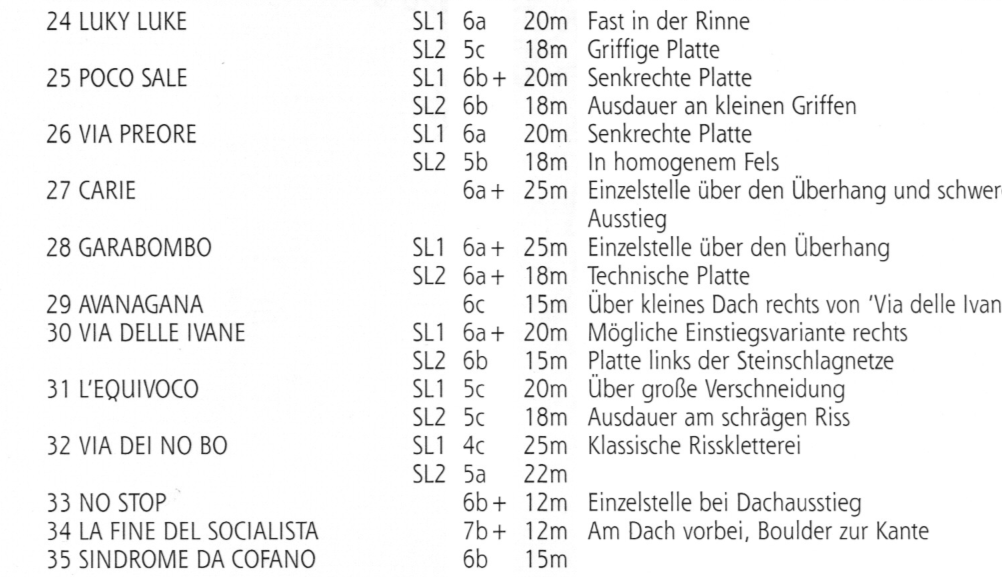 24 LUKY LUKE SL1 6a 20m Fast in der Rinne
SL2 5c 18m Griffige Platte
25 POCO SALE SL1 6b+ 20m Senkrechte Platte
SL2 6b 18m Ausdauer an kleinen Griffen
26 VIA PREORE SL1 6a 20m Senkrechte Platte
SL2 5b 18m In homogenem Fels
27 CARIE 6a+ 25m Einzelstelle über den Überhang und schwer
Ausstieg
28 GARABOMBO SL1 6a+ 25m Einzelstelle über den Überhang
SL2 6a+ 18m Technische Platte
29 AVANAGANA 6c 15m Über kleines Dach rechts von ‘Via delle Ivan
30 VIA DELLE IVANE SL1 6a+ 20m Mögliche Einstiegsvariante rechts
SL2 6b 15m Platte links der Steinschlagnetze
31 L'EQUIVOCO SL1 5c 20m Über große Verschneidung
SL2 5c 18m Ausdauer am schrägen Riss
32 VIA DEI NO BO SL1 4c 25m Klassische Risskletterei
SL2 5a 22m
33 NO STOP 6b+ 12m Einzelstelle bei Dachausstieg
34 LA FINE DEL SOCIALISTA 7b+ 12m Am Dach vorbei, Boulder zur Kante
35 SINDROME DA COFANO 6b 15m